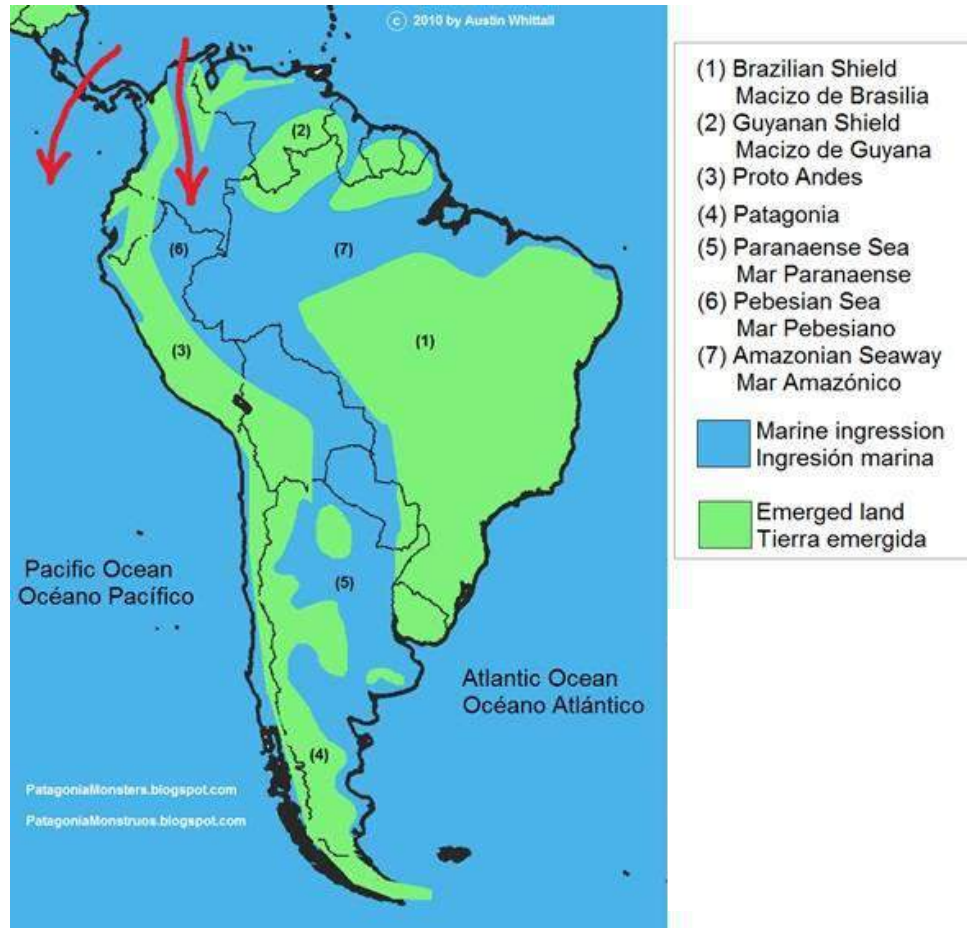 © 2010 by Austin Whittall
(1) Brazilian Shield
Macizo de Brasilia
(2) Guyanan Shield
Macizo de Guyana
(3) Proto Andes
(4) Patagonia
(5) Paranaense Sea
Mar Paranaense
(6) Pebesian Sea
Mar Pebesiano
(7) Amazonian Seaway
Mar Amazónico
Marine ingression
Ingresión marina
Emerged land
Tierra emergida
(2)
(6)
(7)
(3)
(1)
(5)
(4)
Pacific Ocean
Océano Pacífico
Atlantic Ocean
Océano Atlántico
PatagoniaMonsters.blogspot.com
PatagoniaMonstruos.blogspot.com